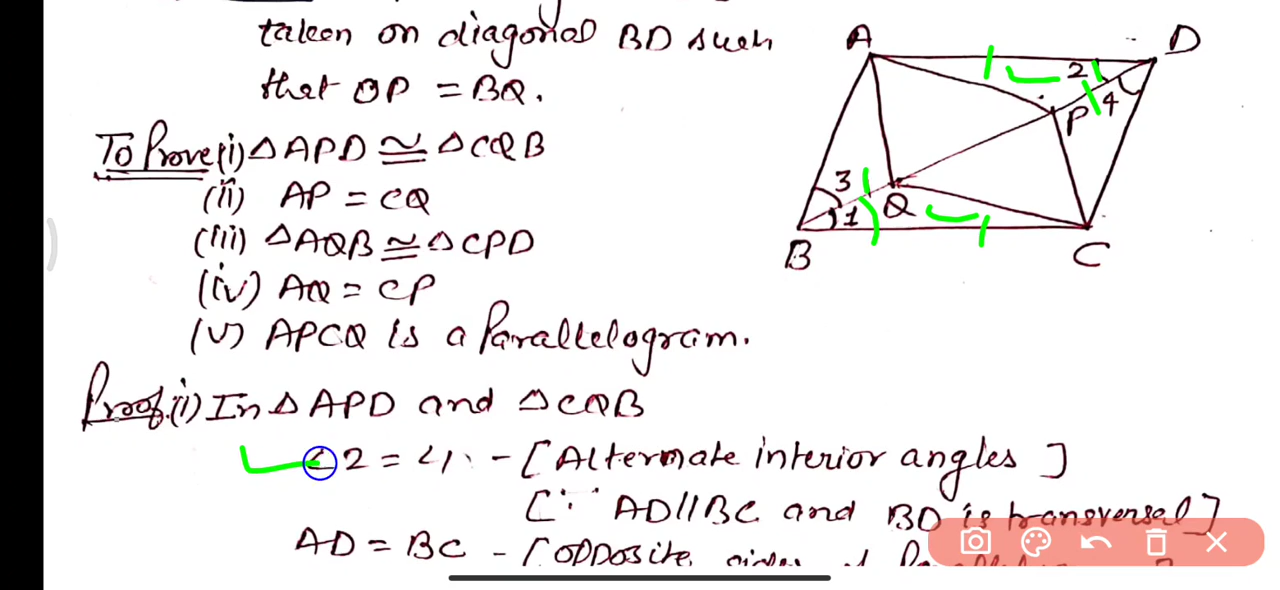 taken on diagonal BD such
that DP = BQ.
To Prove (i) △APD ≅ △CQB
(ii) AP = CQ
(iii) △AQB ≅ △CPD
(iv) AQ = CP
(v) APCQ is a Parallelogram.
Proof.(i) In △APD and △CQB
∠2 = ∠1 - [Alternate interior angles]
[∵ AD||BC and BD is transversal]
AD = BC - [opposite sides of
A
D
2
4
P
3
1
Q
B
C